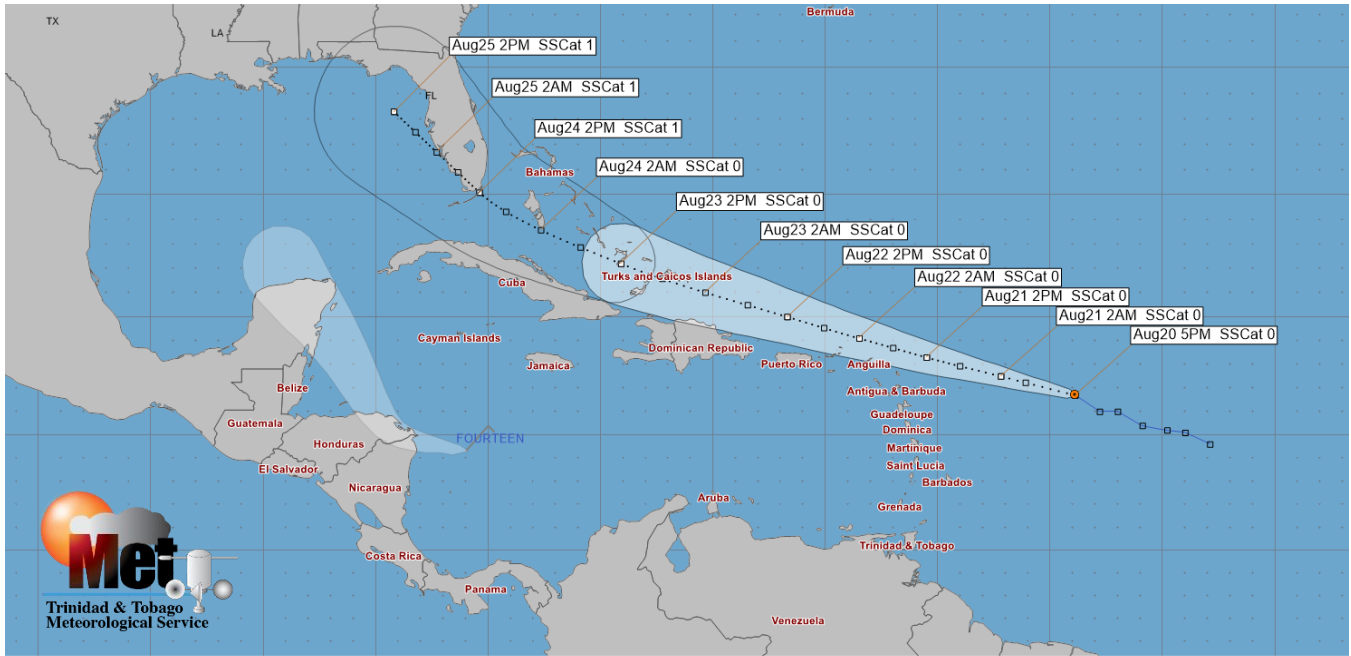 Bermuda
TX
LA
Aug25 2PM SSCat 1
Aug25 2AM SSCat 1
FL
Aug24 2PM SSCat 1
Aug24 2AM SSCat 0
Bahamas
Aug23 2PM SSCat 0
Aug23 2AM SSCat 0
Aug22 2PM SSCat 0
Turks and Caicos Islands
Aug22 2AM SSCat 0
Cuba
Aug21 2PM SSCat 0
Aug21 2AM SSCat 0
Aug20 5PM SSCat 0
Cayman Islands
Dominican Republic
Jamaica
Puerto Rico
Anguilla
Belize
Antigua & Barbuda
Guadeloupe
Guatemala
Dominica
FOURTEEN
Honduras
Martinique
El Salvador
Saint Lucia
Barbados
Nicaragua
Aruba
Grenada
Trinidad & Tobago
Costa Rica
Met
Panama
Trinidad & Tobago
Meteorological Service
Venezuela